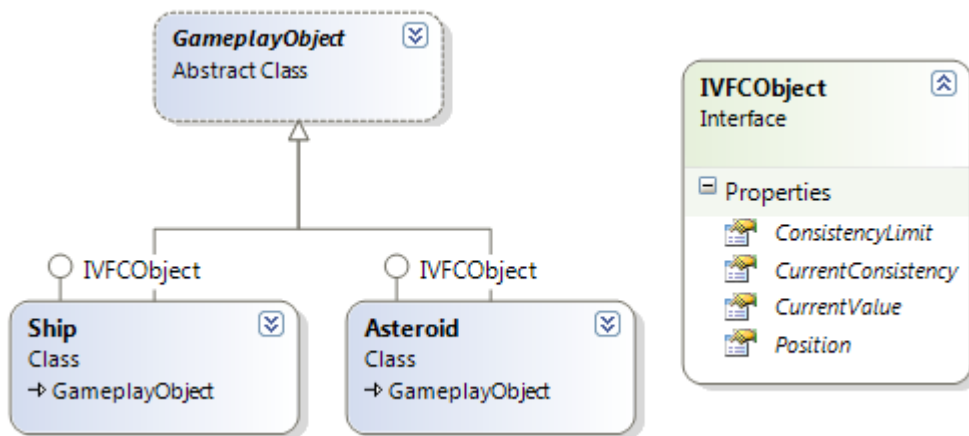 GameplayObject
Abstract Class
IVFCObject
Interface
Properties
ConsistencyLimit
CurrentConsistency
CurrentValue
Position
IVFCObject
IVFCObject
Ship
Class
GameplayObject
Asteroid
Class
GameplayObject